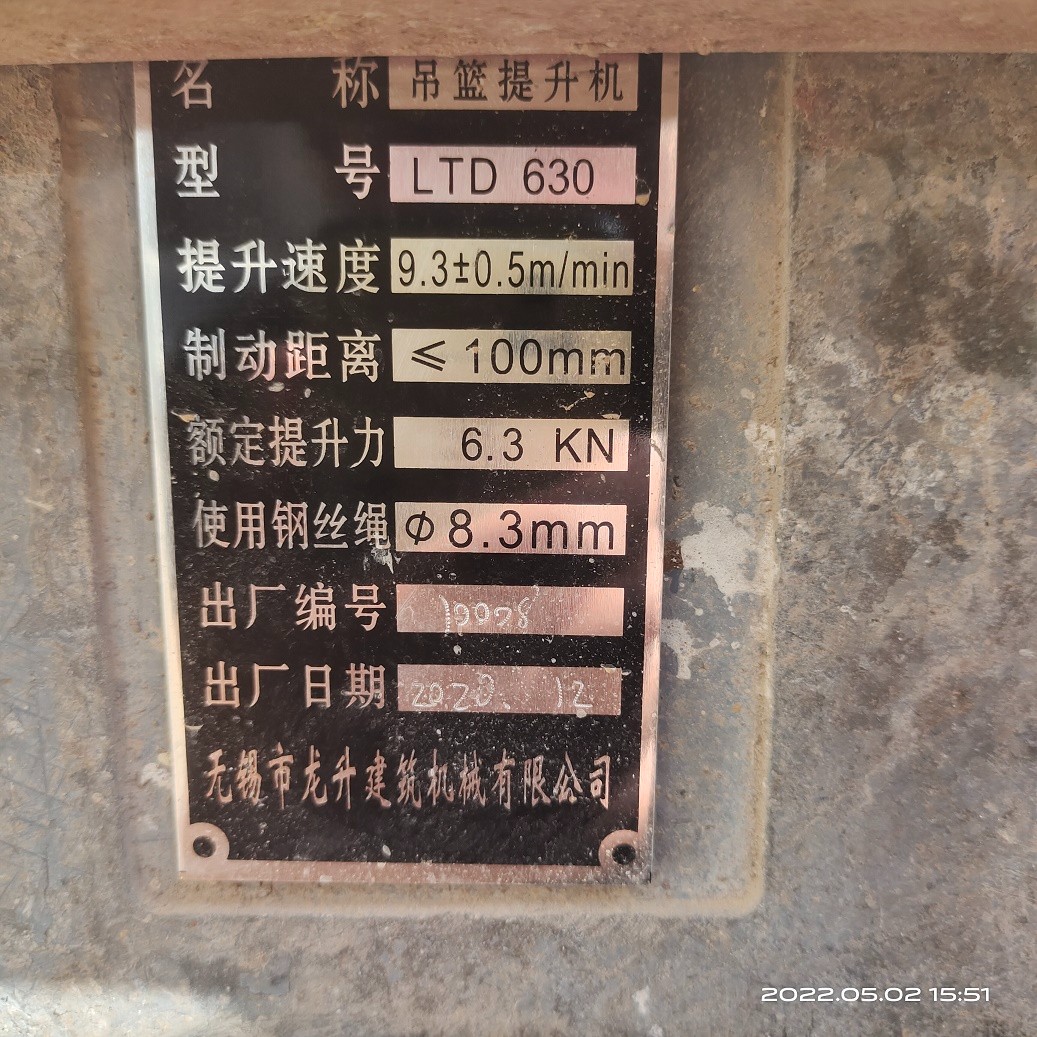 名 称 吊篮提升机
型 号 LTD 630
提升速度 9.3±0.5m/min
制动距离 ≤100mm
额定提升力 6.3 KN
使用钢丝绳 Φ8.3mm
出厂编号
出厂日期 2020. 12
无锡市龙升建筑机械有限公司
2022.05.02 15:51